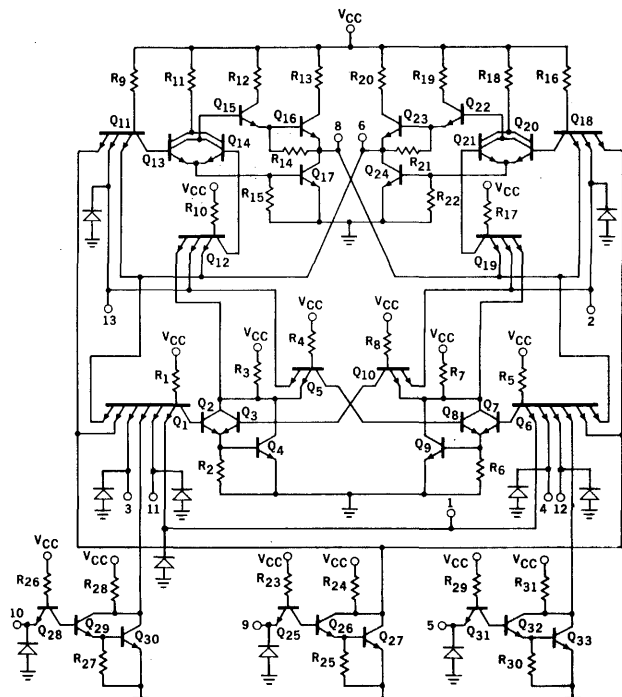 VCC
R9 R11 R12 R13 R20 R19 R18 R16
Q11 Q15 Q16 8 6 Q23 Q22 Q20 Q18
Q13 Q14 R14 R21 Q21
VCC R15 Q17 Q24 R22 VCC
R10 R17
Q12 Q19
13 2
VCC VCC R4 R8 VCC VCC
R1 R3 Q5 Q10 R7 R5
Q1 Q2 Q3 Q4 Q9 Q8 Q7 Q6
R2 R6
3 11 1 4 12
VCC VCC VCC VCC VCC VCC
R26 R28 R23 R24 R29 R31
10 Q28 Q29 Q30 9 Q25 Q26 Q27 5 Q31 Q32 Q33
R27 R25 R30